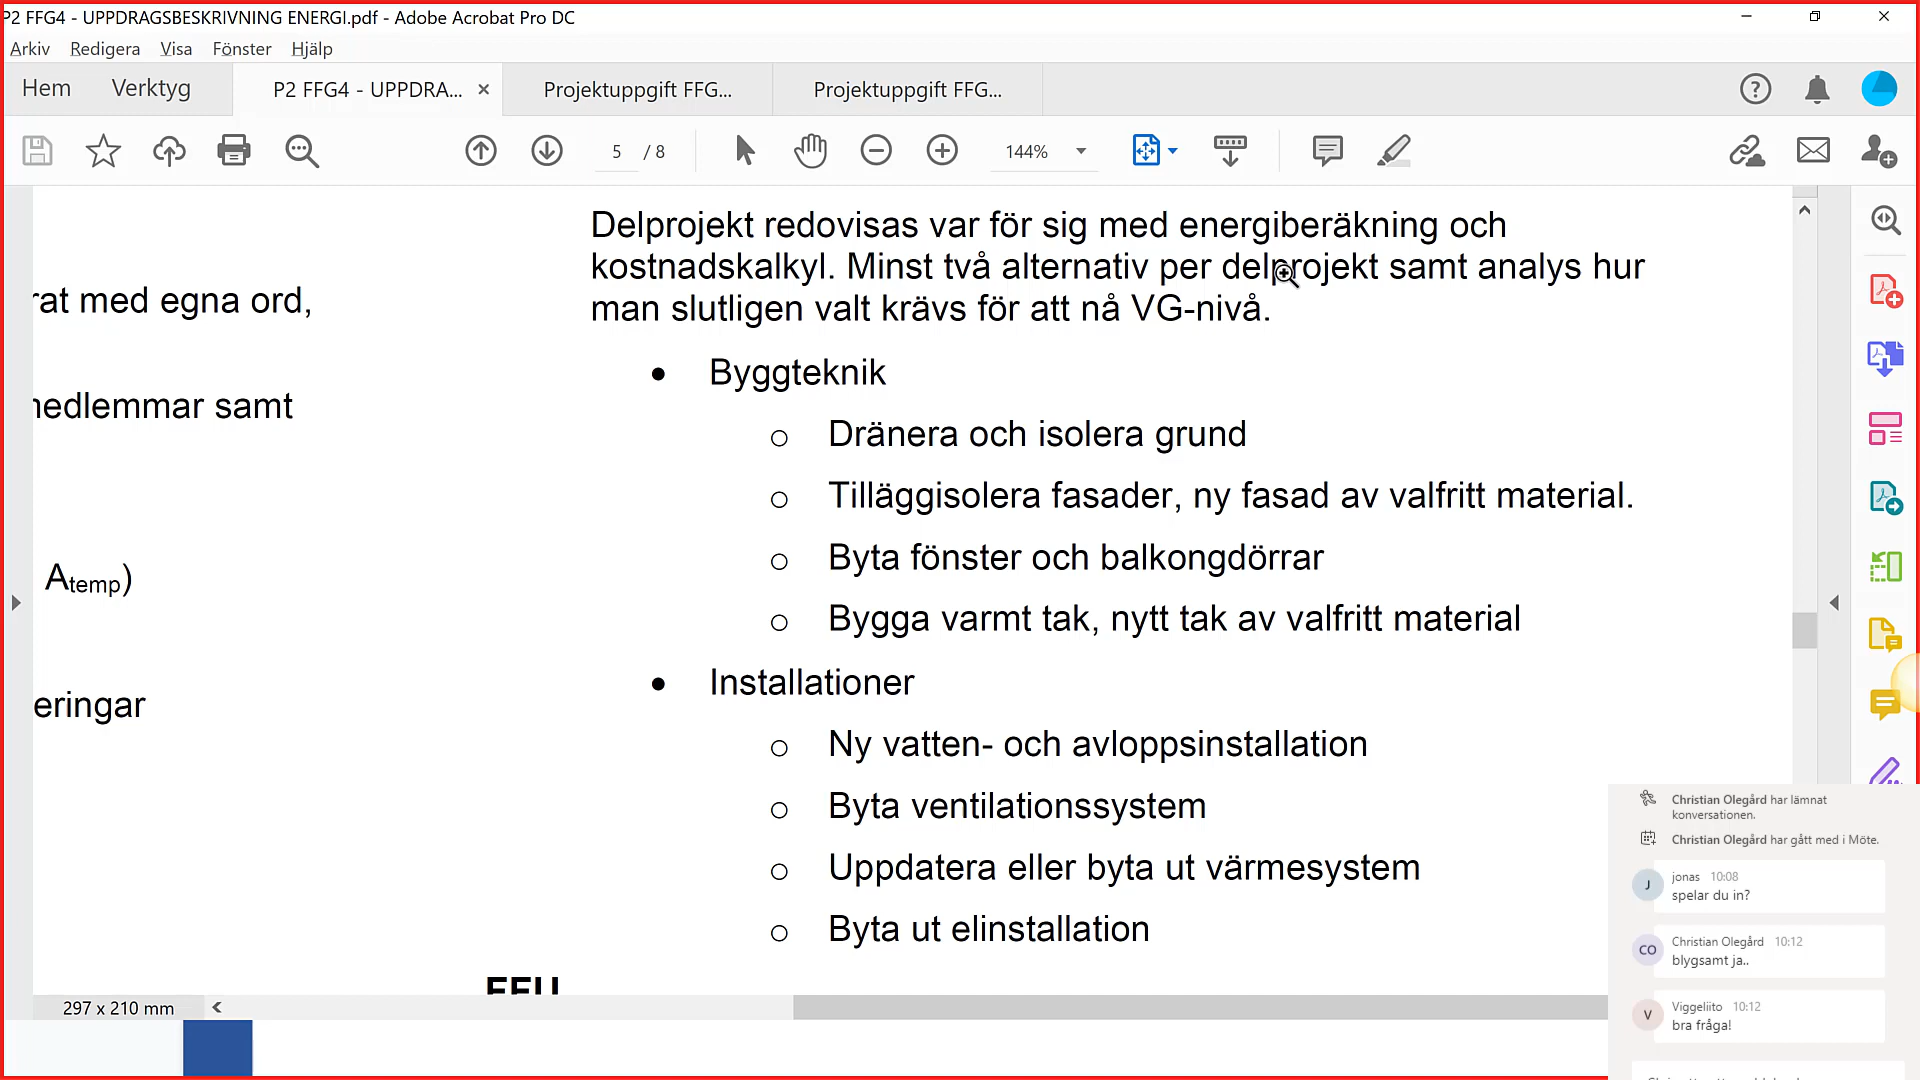 P2 FFG4 - UPPDRAGSBESKRIVNING ENERGI.pdf - Adobe Acrobat Pro DC
Arkiv Redigera Visa Fönster Hjälp
Hem Verktyg P2 FFG4 - UPPDRA... Projektuppgift FFG... Projektuppgift FFG...
5 / 8 144%
Delprojekt redovisas var för sig med energiberäkning och
kostnadskalkyl. Minst två alternativ per delprojekt samt analys hur
man slutligen valt krävs för att nå VG-nivå.
rat med egna ord,
nedlemmar samt
Atemp)
eringar
• Byggteknik
o Dränera och isolera grund
o Tilläggisolera fasader, ny fasad av valfritt material.
o Byta fönster och balkongdörrar
o Bygga varmt tak, nytt tak av valfritt material
• Installationer
o Ny vatten- och avloppsinstallation
o Byta ventilationssystem
o Uppdatera eller byta ut värmesystem
o Byta ut elinstallation
297 x 210 mm
Christian Olegård har lämnat
konversationen.
Christian Olegård har gått med i Möte.
J jonas 10:08
spelar du in?
CO Christian Olegård 10:12
blygsamt ja..
V Viggeliito 10:12
bra fråga!